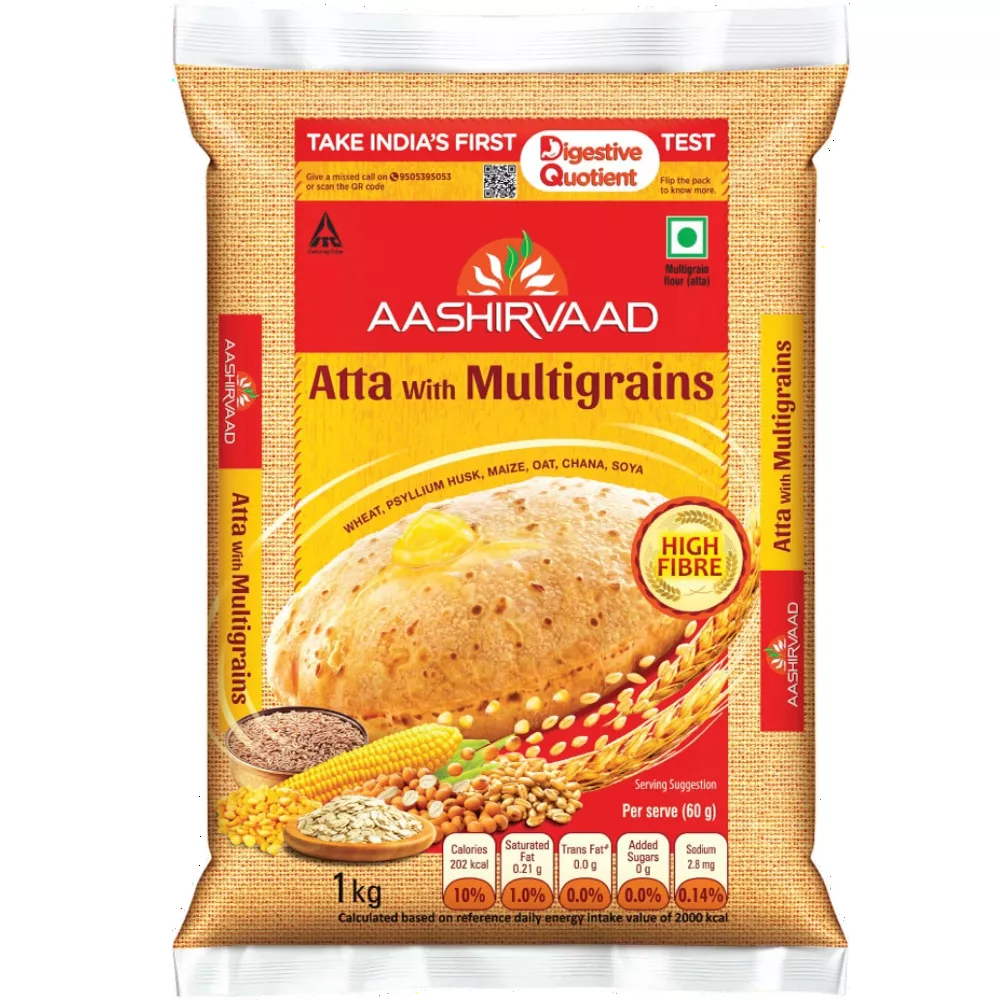 TAKE INDIA'S FIRST Digestive Quotient TEST
Give a missed call on 9505395053
or scan the QR code
Flip the pack
to know more.
Multigrain
flour (atta)
AASHIRVAAD
Atta With Multigrains
WHEAT, PSYLLIUM HUSK, MAIZE, OAT, CHANA, SOYA
HIGH
FIBRE
AASHIRVAAD
Atta With Multigrains
Atta With Multigrains
AASHIRVAAD
Serving Suggestion
Per serve (60 g)
Calories
202 kcal
10%
Saturated
Fat
0.21 g
1.0%
Trans Fat#
0.0 g
0.0%
Added
Sugars
0 g
0.0%
Sodium
2.8 mg
0.14%
1kg
Calculated based on reference daily energy intake value of 2000 kcal